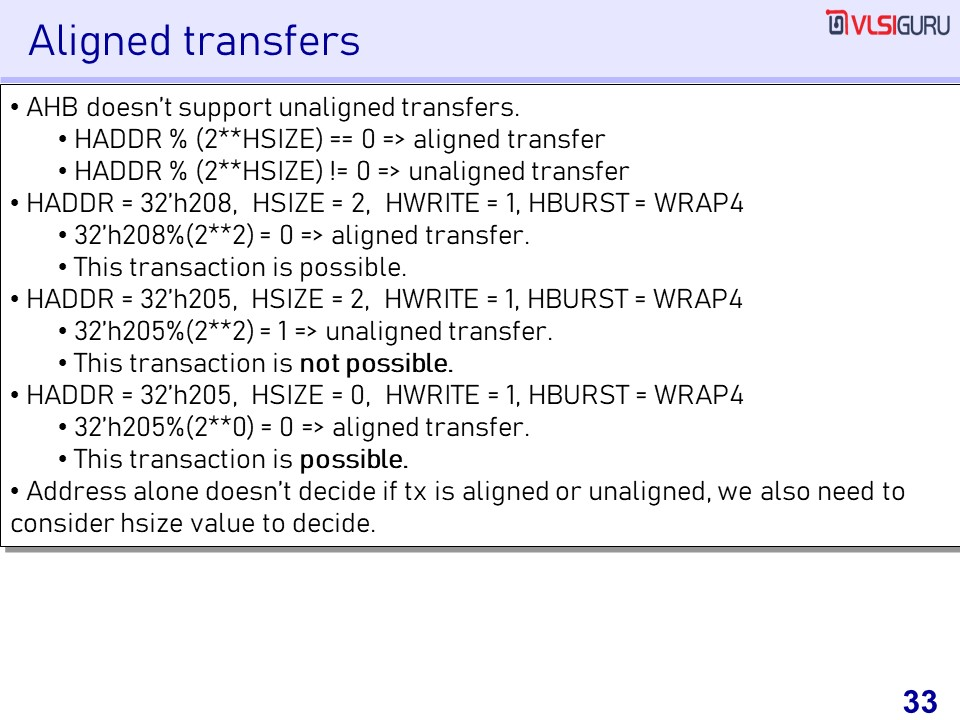 Aligned transfers
VLSIGURU
• AHB doesn't support unaligned transfers.
• HADDR % (2**HSIZE) == 0 => aligned transfer
• HADDR % (2**HSIZE) != 0 => unaligned transfer
• HADDR = 32'h208, HSIZE = 2, HWRITE = 1, HBURST = WRAP4
• 32'h208%(2**2) = 0 => aligned transfer.
• This transaction is possible.
• HADDR = 32'h205, HSIZE = 2, HWRITE = 1, HBURST = WRAP4
• 32'h205%(2**2) = 1 => unaligned transfer.
• This transaction is not possible.
• HADDR = 32'h205, HSIZE = 0, HWRITE = 1, HBURST = WRAP4
• 32'h205%(2**0) = 0 => aligned transfer.
• This transaction is possible.
• Address alone doesn't decide if tx is aligned or unaligned, we also need to
consider hsize value to decide.
33